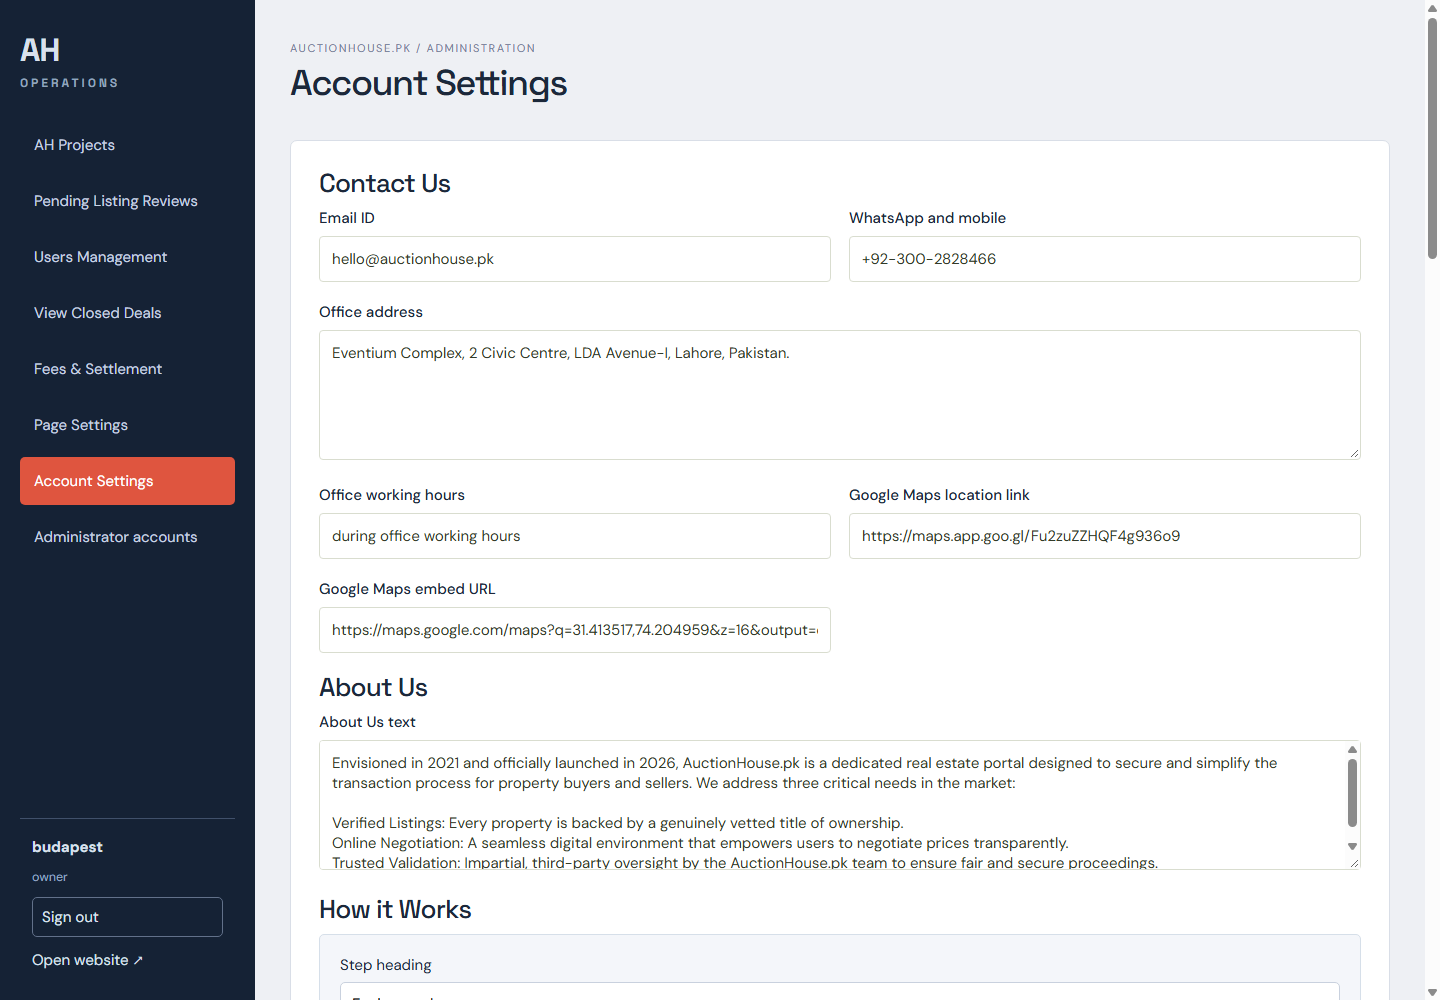 AH
OPERATIONS
AH Projects
Pending Listing Reviews
Users Management
View Closed Deals
Fees & Settlement
Page Settings
Account Settings
Administrator accounts
budapest
owner
Sign out
Open website ↗
AUCTIONHOUSE.PK / ADMINISTRATION
Account Settings
Contact Us
Email ID
hello@auctionhouse.pk
WhatsApp and mobile
+92-300-2828466
Office address
Eventium Complex, 2 Civic Centre, LDA Avenue-I, Lahore, Pakistan.
Office working hours
during office working hours
Google Maps location link
https://maps.app.goo.gl/Fu2zuZZHQF4g936o9
Google Maps embed URL
https://maps.google.com/maps?q=31.413517,74.204959&z=16&output=
About Us
About Us text
Envisioned in 2021 and officially launched in 2026, AuctionHouse.pk is a dedicated real estate portal designed to secure and simplify the
transaction process for property buyers and sellers. We address three critical needs in the market:
Verified Listings: Every property is backed by a genuinely vetted title of ownership.
Online Negotiation: A seamless digital environment that empowers users to negotiate prices transparently.
Trusted Validation: Impartial, third-party oversight by the AuctionHouse.pk team to ensure fair and secure proceedings.
How it Works
Step heading